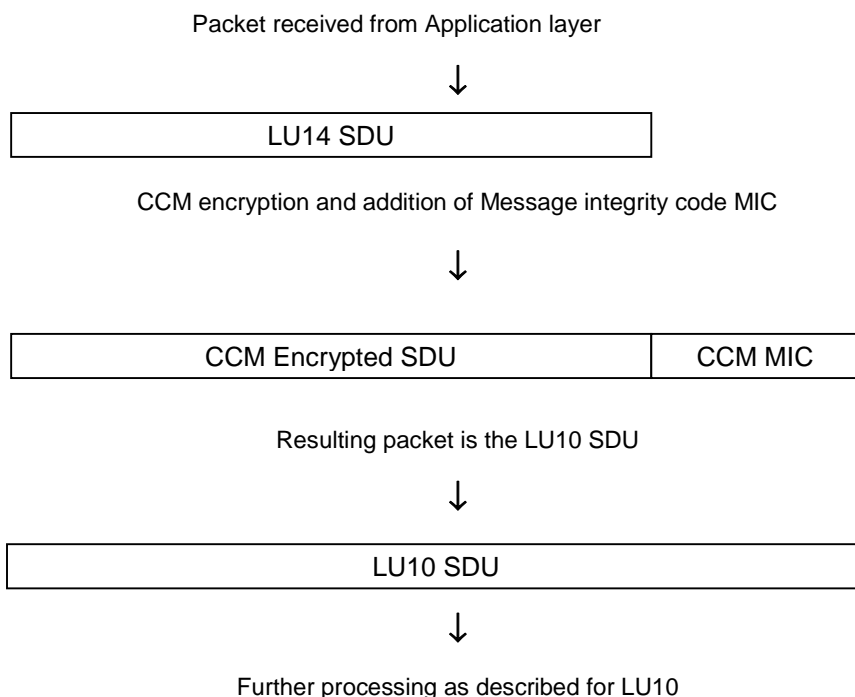 Packet received from Application layer
LU14 SDU
CCM encryption and addition of Message integrity code MIC
CCM Encrypted SDU CCM MIC
Resulting packet is the LU10 SDU
LU10 SDU
Further processing as described for LU10